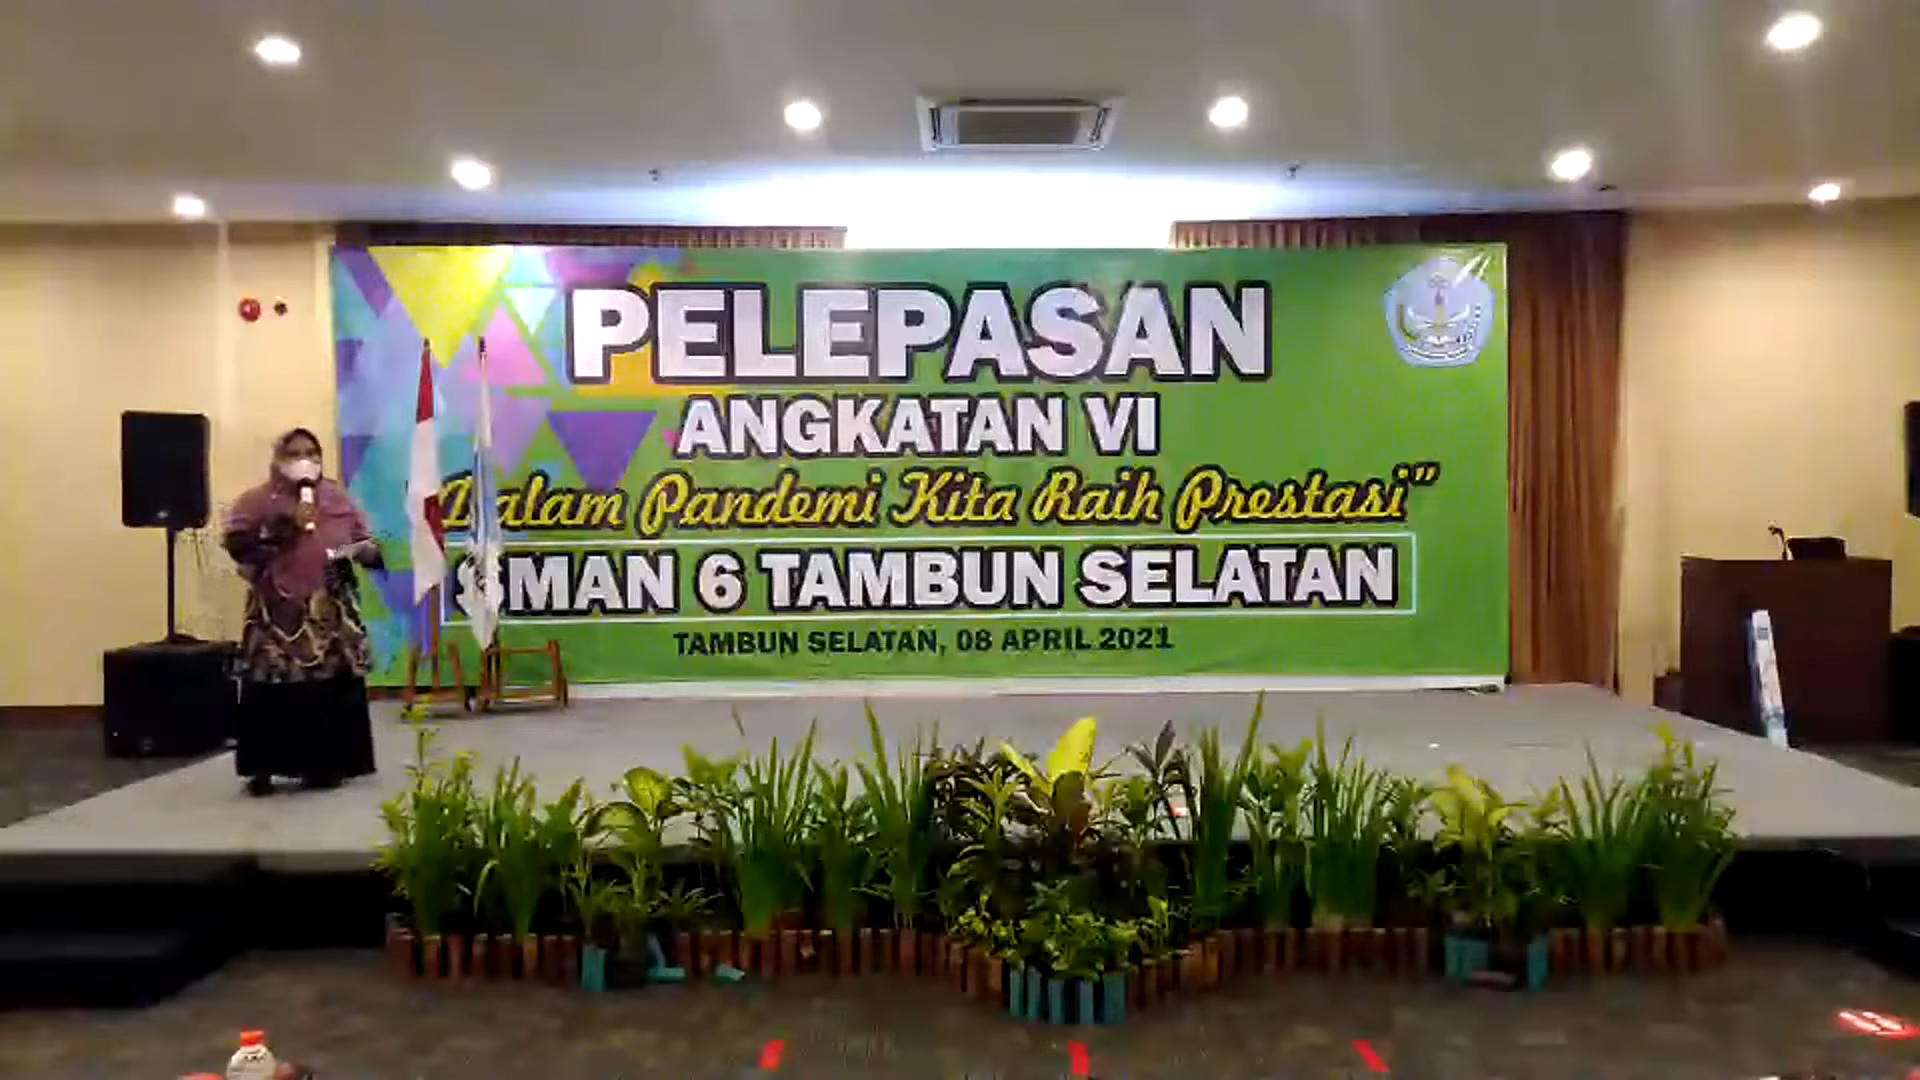 PELEPASAN
ANGKATAN VI
Dalam Pandemi Kita Raih Prestasi"
SMAN 6 TAMBUN SELATAN
TAMBUN SELATAN, 08 APRIL 2021